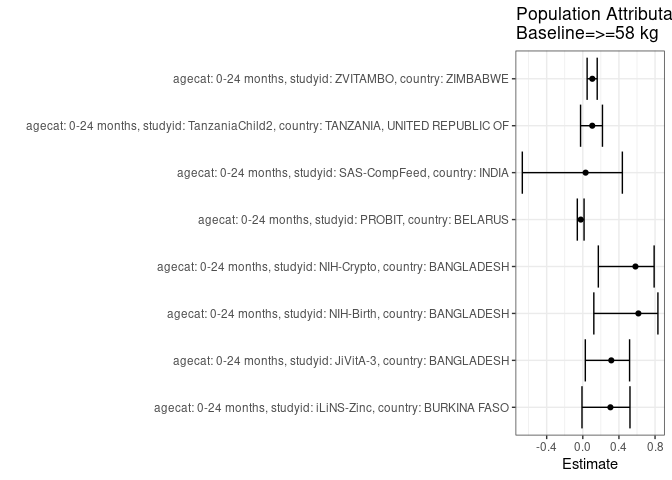 Population Attributa
Baseline=>=58 kg
agecat: 0-24 months, studyid: ZVITAMBO, country: ZIMBABWE
agecat: 0-24 months, studyid: TanzaniaChild2, country: TANZANIA, UNITED REPUBLIC OF
agecat: 0-24 months, studyid: SAS-CompFeed, country: INDIA
agecat: 0-24 months, studyid: PROBIT, country: BELARUS
agecat: 0-24 months, studyid: NIH-Crypto, country: BANGLADESH
agecat: 0-24 months, studyid: NIH-Birth, country: BANGLADESH
agecat: 0-24 months, studyid: JiVitA-3, country: BANGLADESH
agecat: 0-24 months, studyid: iLiNS-Zinc, country: BURKINA FASO
-0.4 0.0 0.4 0.8
Estimate